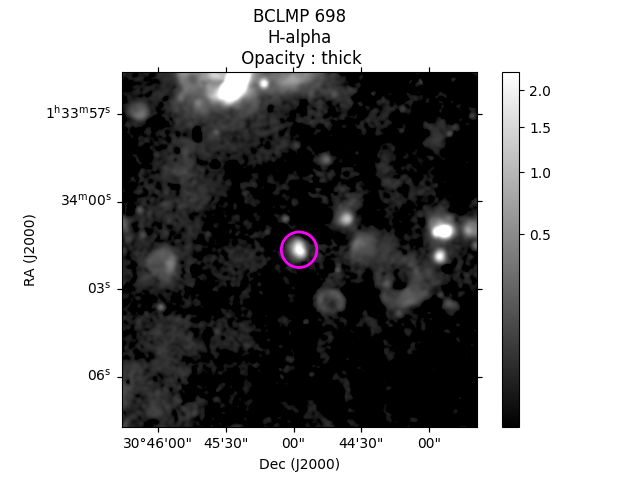 BCLMP 698
H-alpha
Opacity : thick
1ʰ33ᵐ57ˢ
34ᵐ00ˢ
03ˢ
06ˢ
RA (J2000)
30°46'00" 45'30" 00" 44'30" 00"
Dec (J2000)
2.0
1.5
1.0
0.5